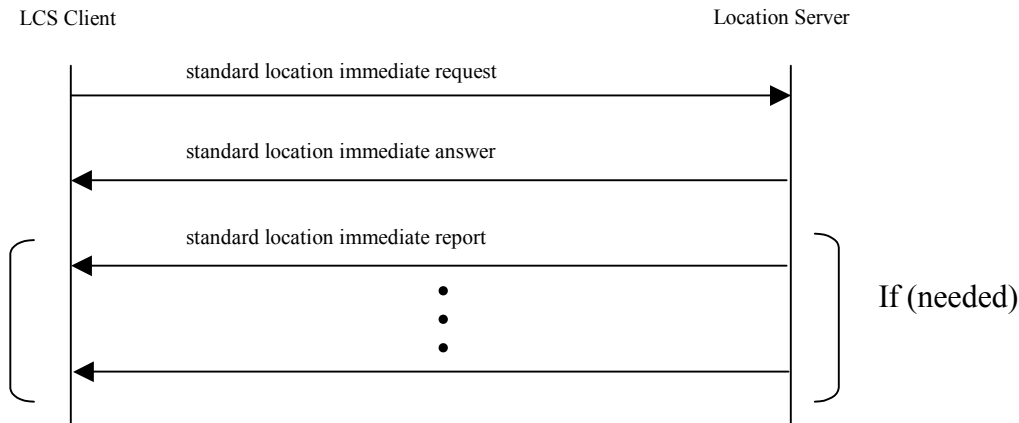 LCS Client
Location Server
standard location immediate request
standard location immediate answer
standard location immediate report
If (needed)